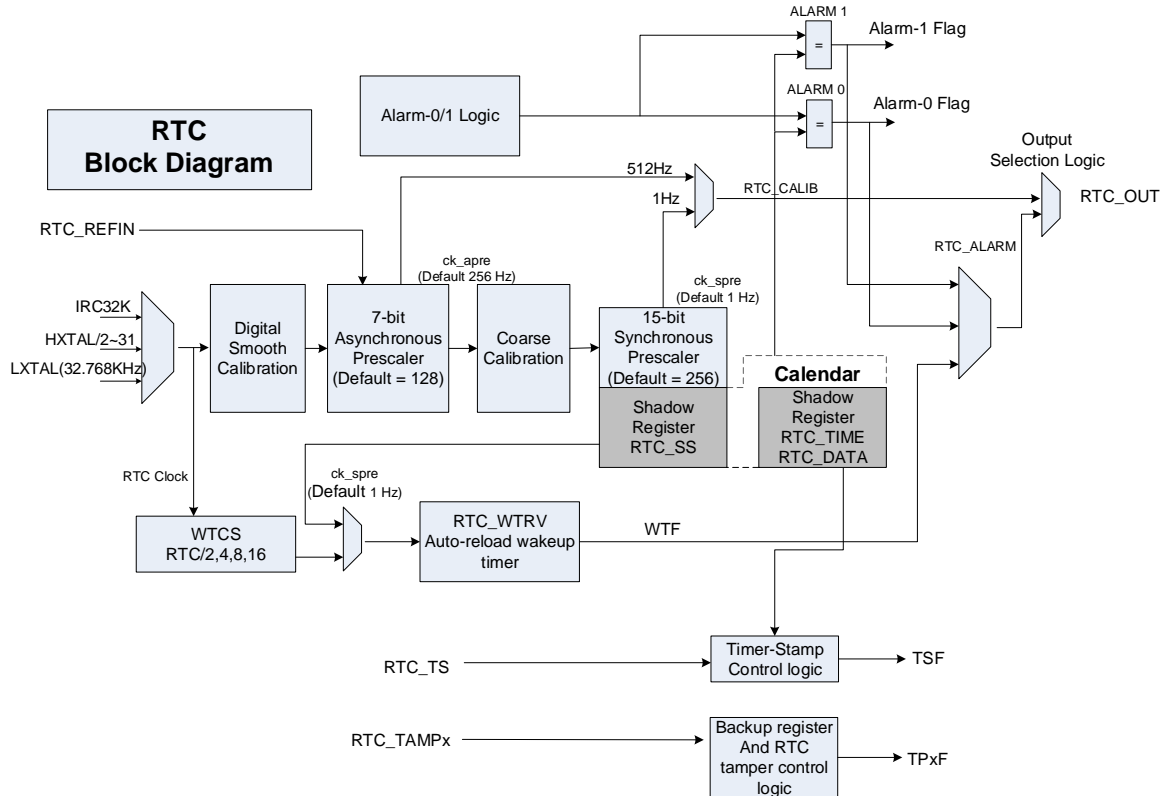 ALARM 1
Alarm-1 Flag
=
Alarm-0/1 Logic
ALARM 0
Alarm-0 Flag
=
RTC
Block Diagram
Output
Selection Logic
512Hz
RTC_CALIB
1Hz
RTC_OUT
RTC_REFIN
RTC_ALARM
ck_apre
(Default 256 Hz)
ck_spre
(Default 1 Hz)
IRC32K
HXTAL/2~31
LXTAL(32.768KHz)
Digital
Smooth
Calibration
7-bit
Asynchronous
Prescaler
(Default = 128)
Coarse
Calibration
15-bit
Synchronous
Prescaler
(Default = 256)
Calendar
Shadow
Register
RTC_SS
Shadow
Register
RTC_TIME
RTC_DATA
RTC Clock
ck_spre
(Default 1 Hz)
WTCS
RTC/2,4,8,16
RTC_WTRV
Auto-reload wakeup
timer
WTF
RTC_TS
Timer-Stamp
Control logic
TSF
RTC_TAMPx
Backup register
And RTC
tamper control
logic
TPxF